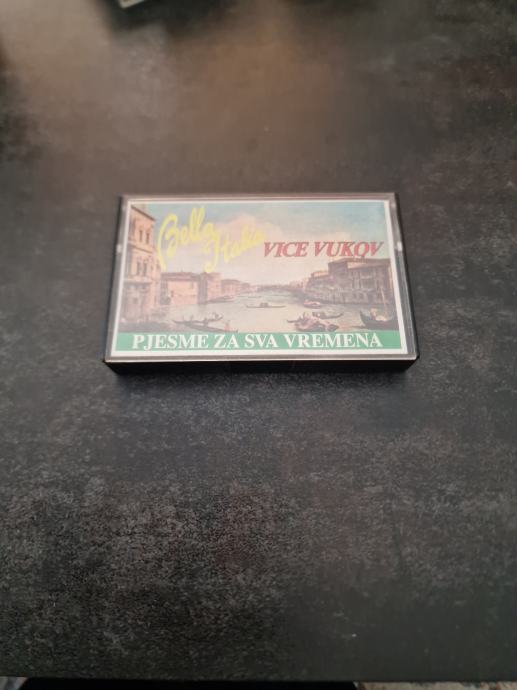 Bella
Italia
VICE VUKOV
PJESME ZA SVA VREMENA